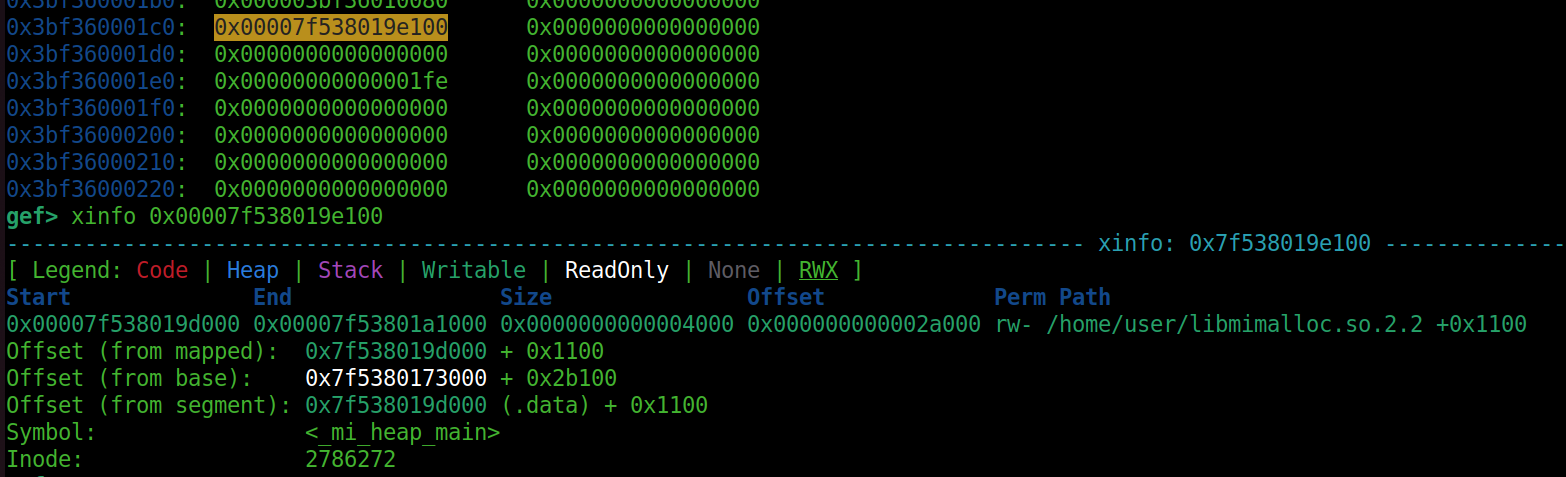 0x3bf360001b0: 0x000003bf36010080 0x0000000000000000
0x3bf360001c0: 0x00007f538019e100 0x0000000000000000
0x3bf360001d0: 0x0000000000000000 0x0000000000000000
0x3bf360001e0: 0x00000000000001fe 0x0000000000000000
0x3bf360001f0: 0x0000000000000000 0x0000000000000000
0x3bf36000200: 0x0000000000000000 0x0000000000000000
0x3bf36000210: 0x0000000000000000 0x0000000000000000
0x3bf36000220: 0x0000000000000000 0x0000000000000000
gef> xinfo 0x00007f538019e100
----------------------------------------------------------------------------------- xinfo: 0x7f538019e100 --------------
[ Legend: Code | Heap | Stack | Writable | ReadOnly | None | RWX ]
Start End Size Offset Perm Path
0x00007f538019d000 0x00007f53801a1000 0x0000000000004000 0x000000000002a000 rw- /home/user/libmimalloc.so.2.2 +0x1100
Offset (from mapped): 0x7f538019d000 + 0x1100
Offset (from base): 0x7f5380173000 + 0x2b100
Offset (from segment): 0x7f538019d000 (.data) + 0x1100
Symbol: <_mi_heap_main>
Inode: 2786272